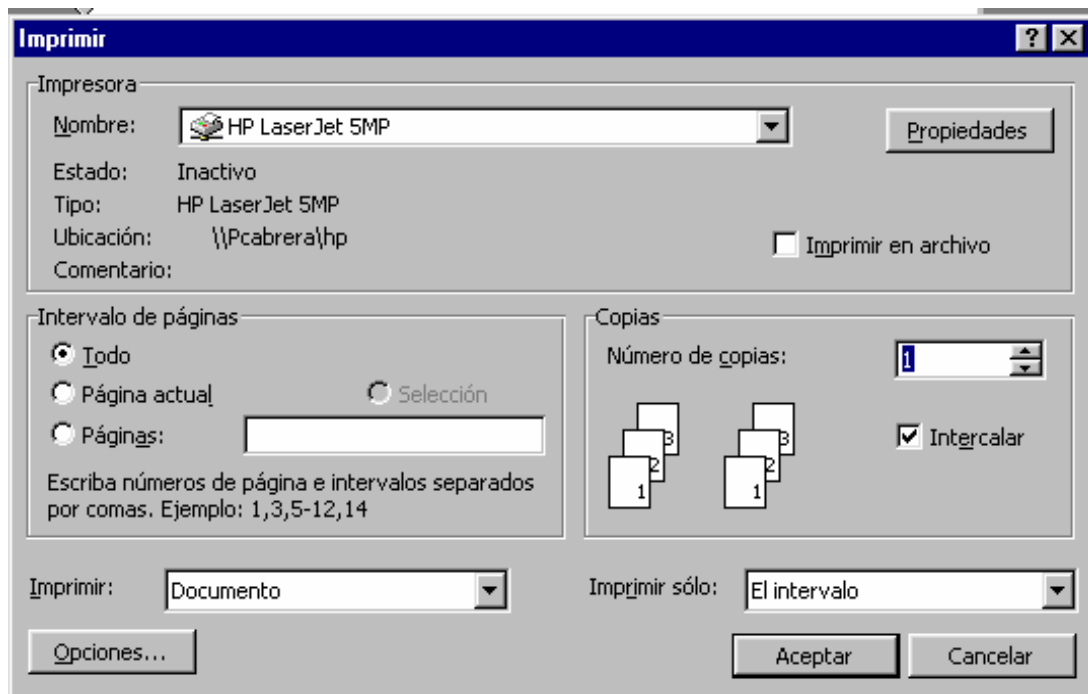 Imprimir
Impresora
Nombre: HP LaserJet 5MP
Propiedades
Estado: Inactivo
Tipo: HP LaserJet 5MP
Ubicación: \\Pcabrera\hp
Imprimir en archivo
Comentario:
Intervalo de páginas
Todo
Página actual
Selección
Páginas:
Escriba números de página e intervalos separados
por comas. Ejemplo: 1,3,5-12,14
Copias
Número de copias: 1
3 3
2 2
1 1
Intercalar
Imprimir: Documento
Imprimir sólo: El intervalo
Opciones...
Aceptar
Cancelar